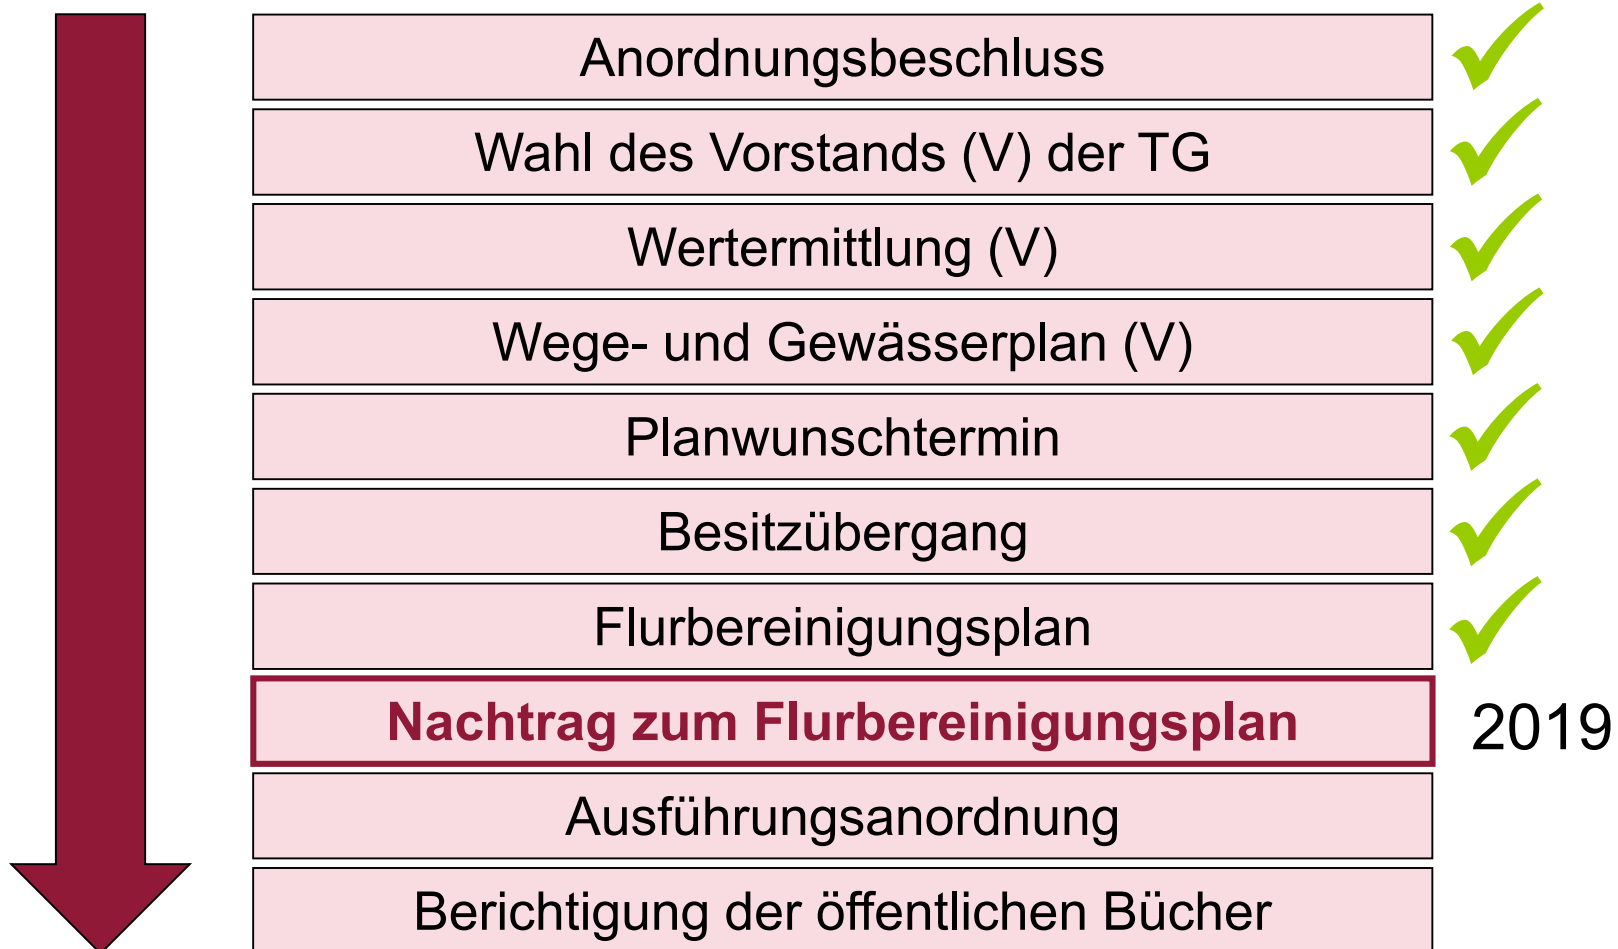 Anordnungsbeschluss
Wahl des Vorstands (V) der TG
Wertermittlung (V)
Wege- und Gewässerplan (V)
Planwunschtermin
Besitzübergang
Flurbereinigungsplan
Nachtrag zum Flurbereinigungsplan 2019
Ausführungsanordnung
Berichtigung der öffentlichen Bücher